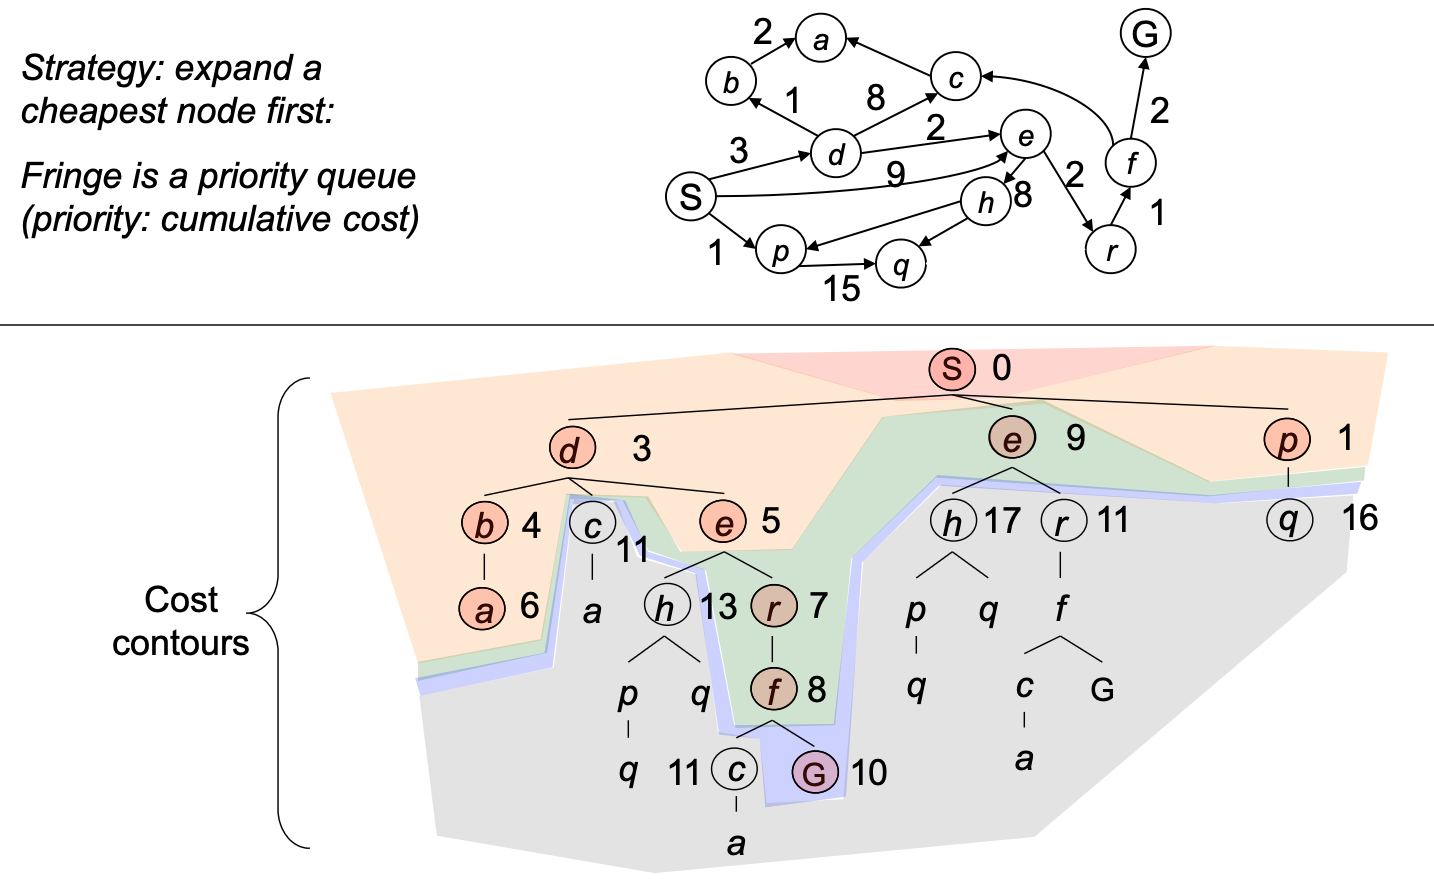 Strategy: expand a
cheapest node first:
Fringe is a priority queue
(priority: cumulative cost)
2 a G
b c 2
1 8
3 d 2 e f
S 9 h 8 2 1
1 p q r
15
S 0
d 3 e 9 p 1
b 4 c 11 e 5 h 17 r 11 q 16
a 6 a h 13 r 7 p q f
p q f 8 q c G
q 11 c G 10 a
a
Cost
contours